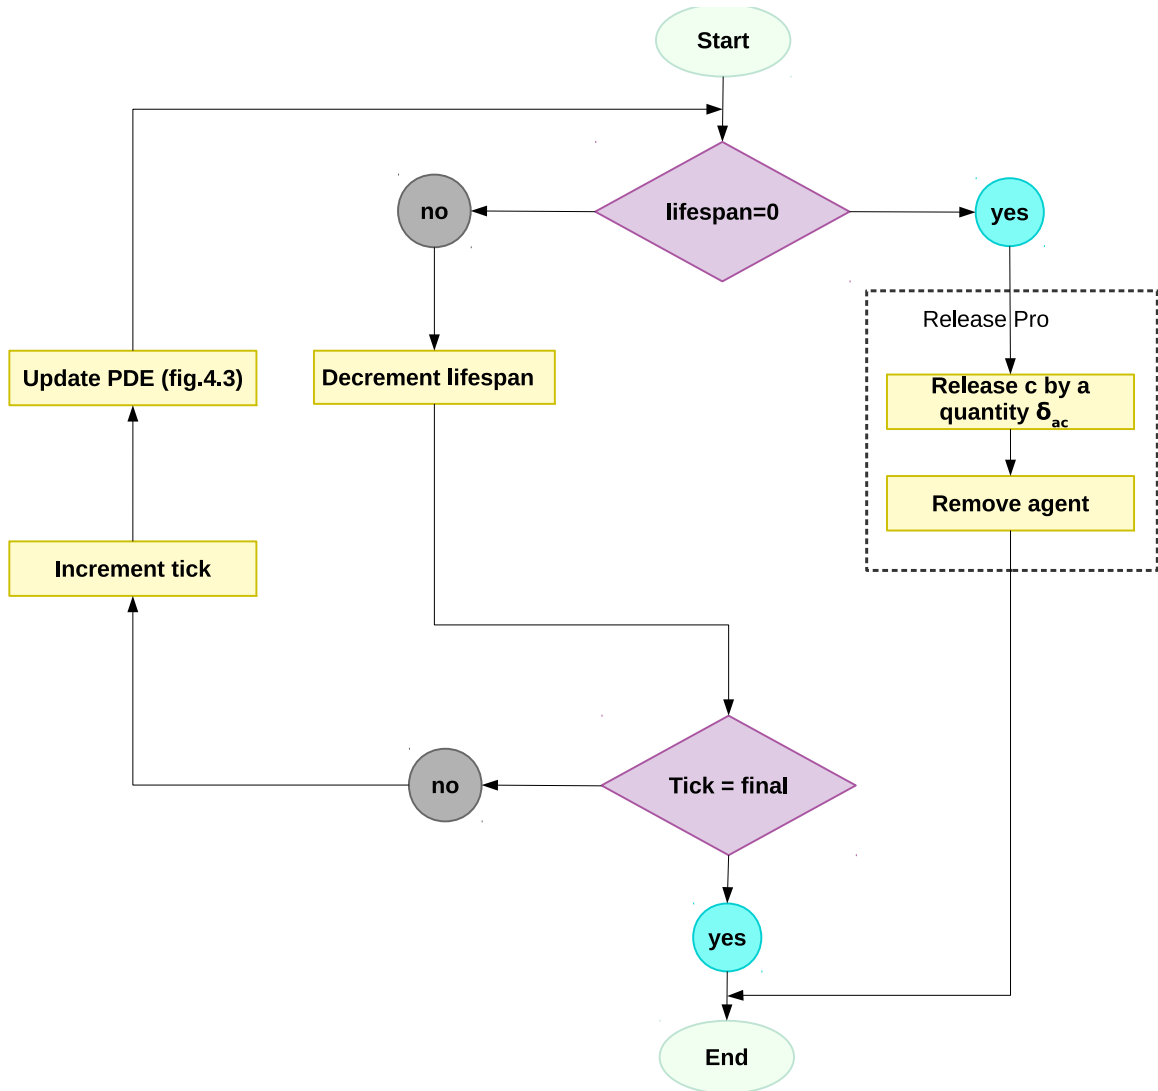 Start
lifespan=0
no
yes
Release Pro
Update PDE (fig.4.3)
Decrement lifespan
Release c by a
quantity δac
Remove agent
Increment tick
Tick = final
no
yes
End